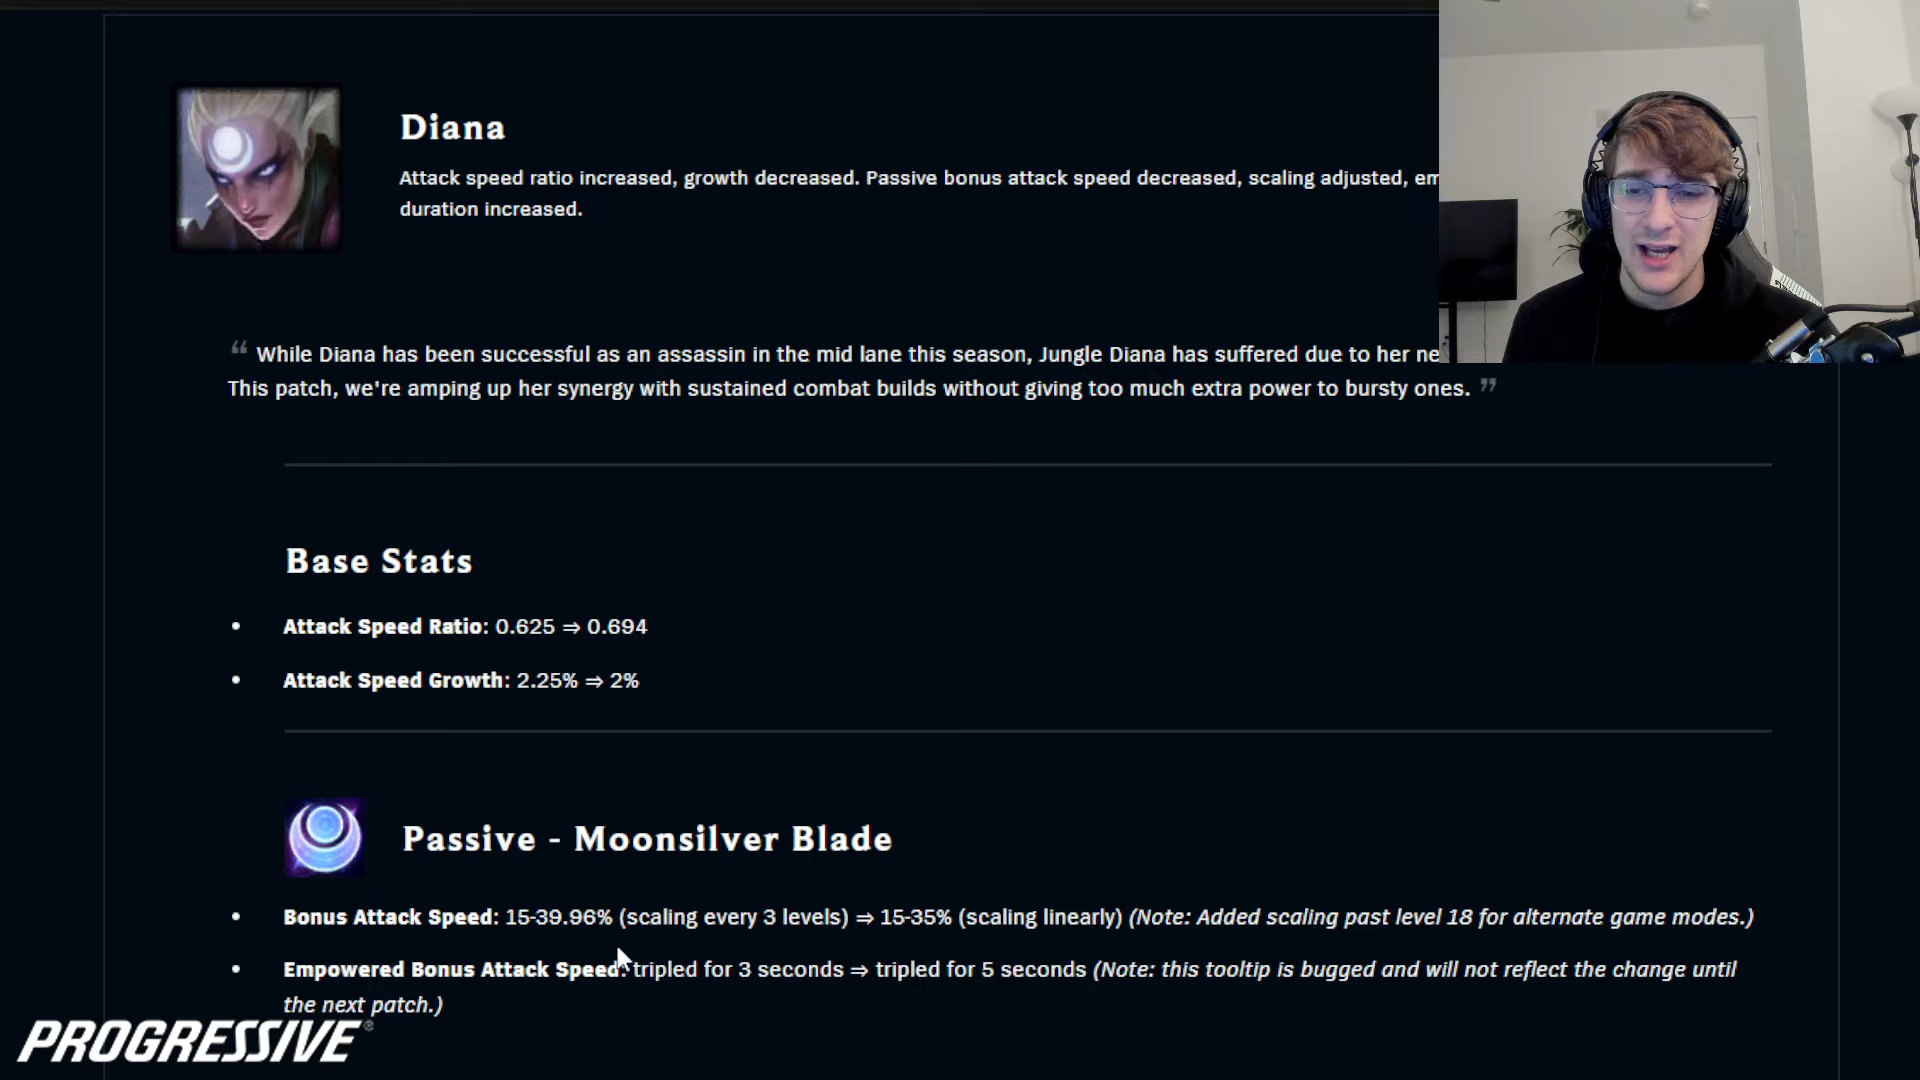 Diana
Attack speed ratio increased, growth decreased. Passive bonus attack speed decreased, scaling adjusted, em
duration increased.
“ While Diana has been successful as an assassin in the mid lane this season, Jungle Diana has suffered due to her ne
This patch, we're amping up her synergy with sustained combat builds without giving too much extra power to bursty ones. ”
Base Stats
• Attack Speed Ratio: 0.625 ⇒ 0.694
• Attack Speed Growth: 2.25% ⇒ 2%
Passive - Moonsilver Blade
• Bonus Attack Speed: 15-39.96% (scaling every 3 levels) ⇒ 15-35% (scaling linearly) (Note: Added scaling past level 18 for alternate game modes.)
• Empowered Bonus Attack Speed: tripled for 3 seconds ⇒ tripled for 5 seconds (Note: this tooltip is bugged and will not reflect the change until
the next patch.)
PROGRESSIVE®